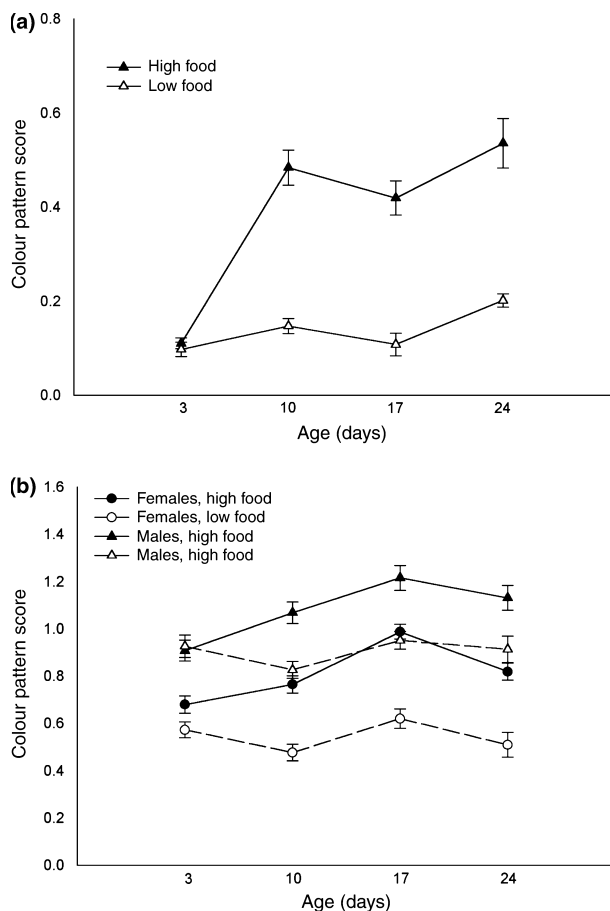 (a)
0.8
High food
Low food
0.6
0.4
0.2
0.0
Colour pattern score
3 10 17 24
Age (days)
(b)
1.6
Females, high food
Females, low food
Males, high food
Males, high food
1.4
1.2
1.0
0.8
0.6
0.4
0.2
0.0
Colour pattern score
3 10 17 24
Age (days)